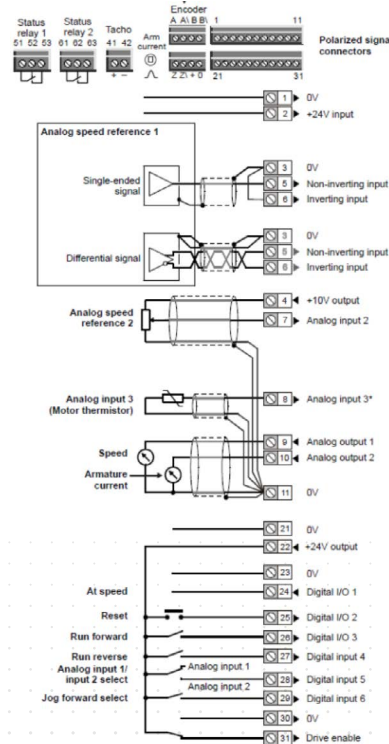 Encoder
Status relay 1
Status relay 2
Tacho
Arm current
A A\ B B\
1
11
51 52 53
61 62 63
41 42
+ -
Z Z\ + 0
21
31
Polarized signal connectors
1 0V
2 +24V input
Analog speed reference 1
Single-ended signal
3 0V
5 Non-inverting input
6 Inverting input
Differential signal
3 0V
5 Non-inverting input
6 Inverting input
Analog speed reference 2
4 +10V output
7 Analog input 2
Analog input 3 (Motor thermistor)
8 Analog input 3*
Speed
9 Analog output 1
10 Analog output 2
Armature current
11 0V
21 0V
22 +24V output
23 0V
At speed
24 Digital I/O 1
Reset
25 Digital I/O 2
Run forward
26 Digital I/O 3
Run reverse
27 Digital input 4
Analog input 1/ input 2 select
Analog input 1
Analog input 2
28 Digital input 5
Jog forward select
29 Digital input 6
30 0V
31 Drive enable